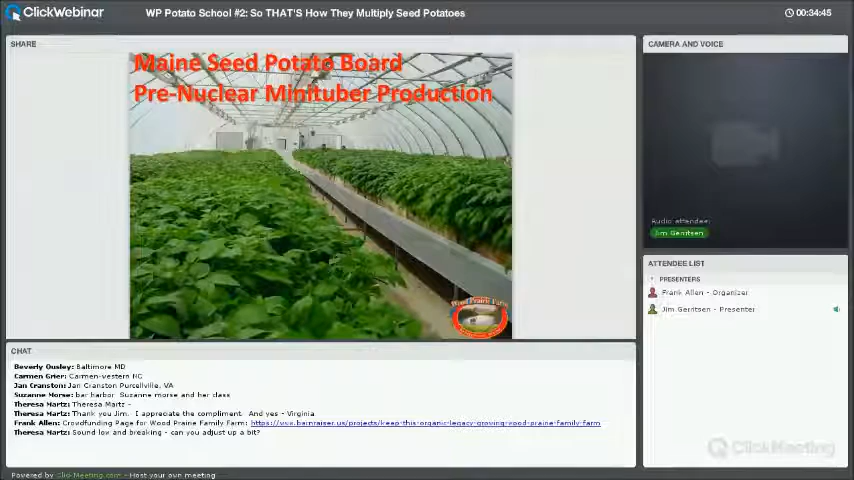 ClickWebinar
WP Potato School #2: So THAT'S How They Multiply Seed Potatoes
00:34:45
SHARE
Maine Seed Potato Board
Pre-Nuclear Minituber Production
Wood Prairie Farm
CAMERA AND VOICE
Audio attendee:
Jim Gerritsen
ATTENDEE LIST
PRESENTERS
Frank Allen - Organizer
Jim Gerritsen - Presenter
CHAT
Beverly Ousley: Baltimore MD
Carmen Grier: Carmen-western NC
Jan Cranston: Jan Cranston Purcellville, VA
Suzanne Morse: bar harbor Suzanne morse and her class
Theresa Martz: Theresa Martz -
Theresa Martz: Thank you Jim. I appreciate the compliment. And yes - Virginia
Frank Allen: Crowdfunding Page for Wood Prairie Family Farm: https://www.barnraiser.us/projects/keep-this-organic-legacy-growing-wood-prairie-family-farm
Theresa Martz: Sound low and breaking - can you adjust up a bit?
ClickMeeting
Powered by ClickMeeting.com - Host your own meeting